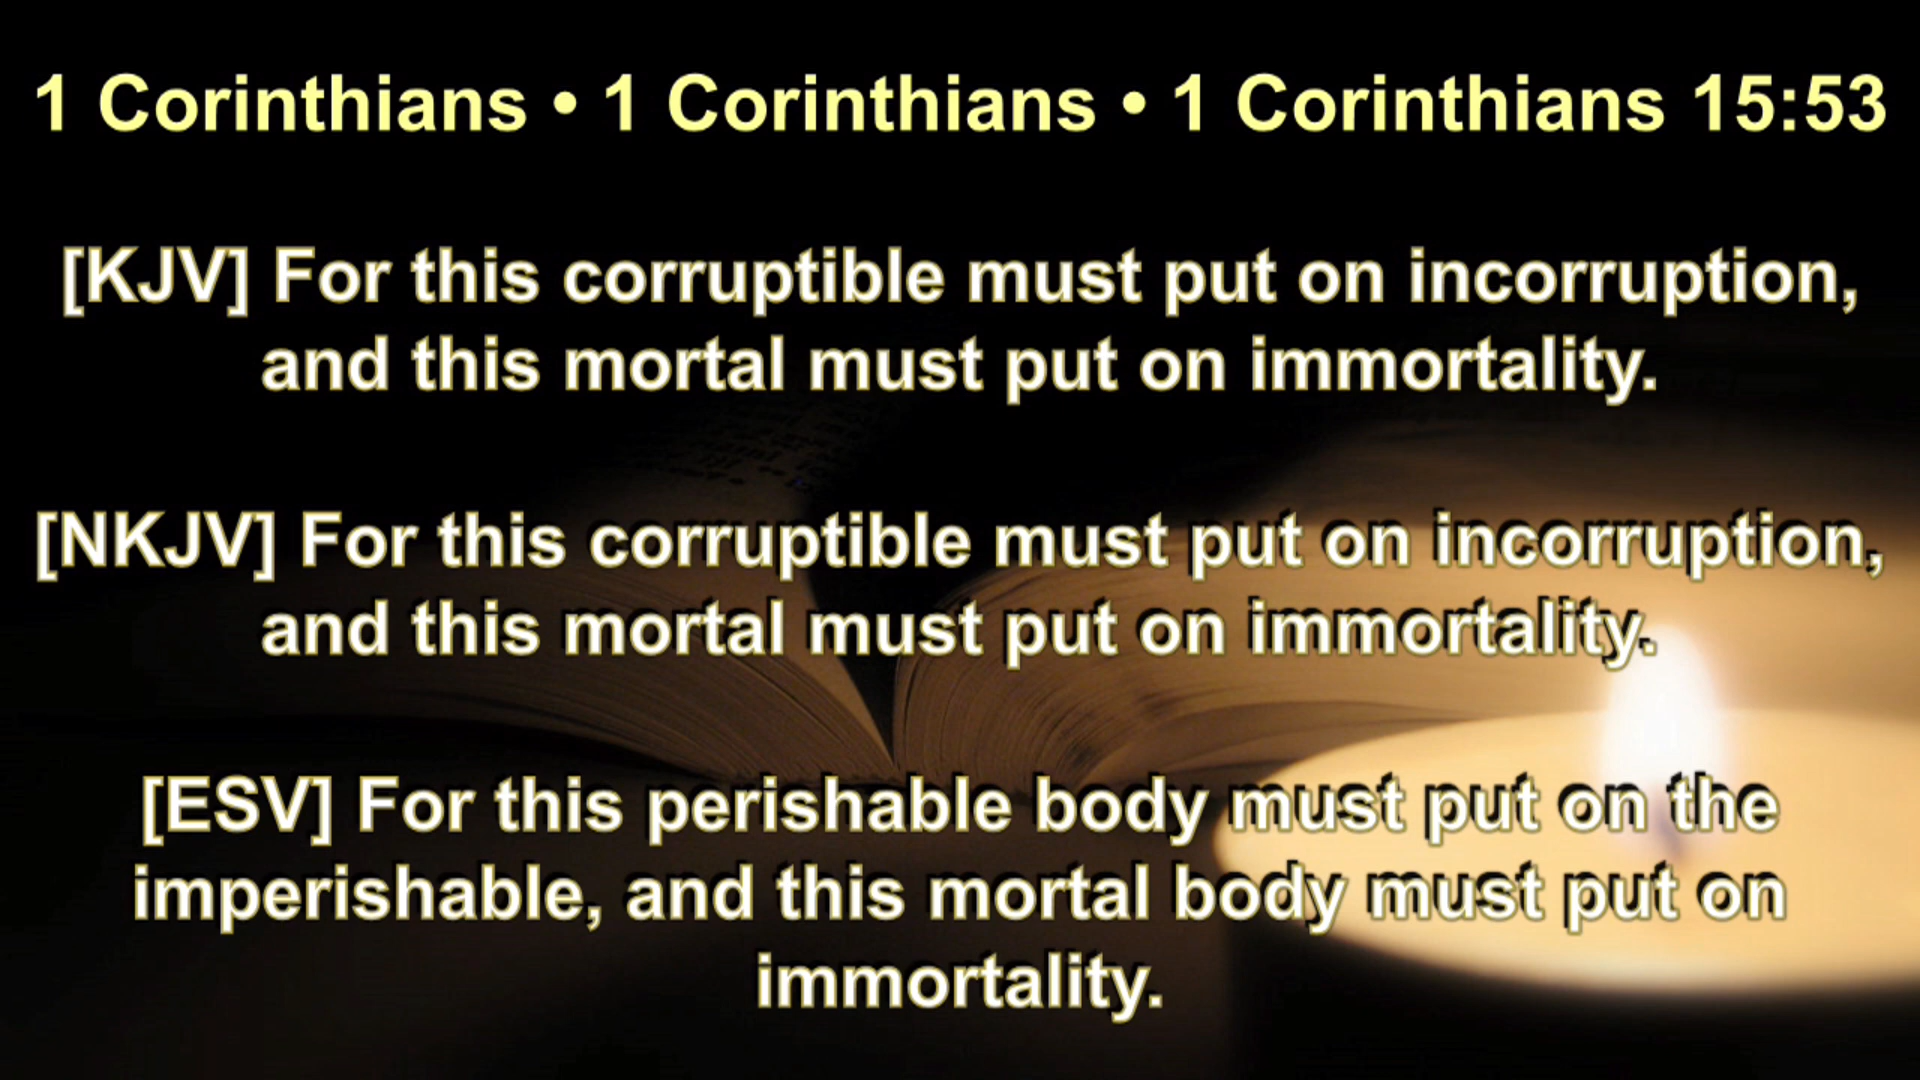 1 Corinthians • 1 Corinthians • 1 Corinthians 15:53
[KJV] For this corruptible must put on incorruption,
and this mortal must put on immortality.
[NKJV] For this corruptible must put on incorruption,
and this mortal must put on immortality.
[ESV] For this perishable body must put on the
imperishable, and this mortal body must put on
immortality.